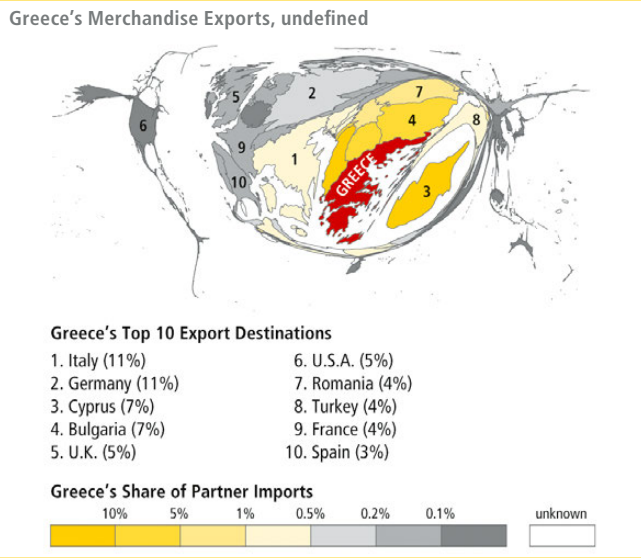 Greece's Merchandise Exports, undefined
5
2
7
6
4
8
9
1
GREECE
10
3
Greece's Top 10 Export Destinations
1. Italy (11%)
2. Germany (11%)
3. Cyprus (7%)
4. Bulgaria (7%)
5. U.K. (5%)
6. U.S.A. (5%)
7. Romania (4%)
8. Turkey (4%)
9. France (4%)
10. Spain (3%)
Greece's Share of Partner Imports
10% 5% 1% 0.5% 0.2% 0.1% unknown